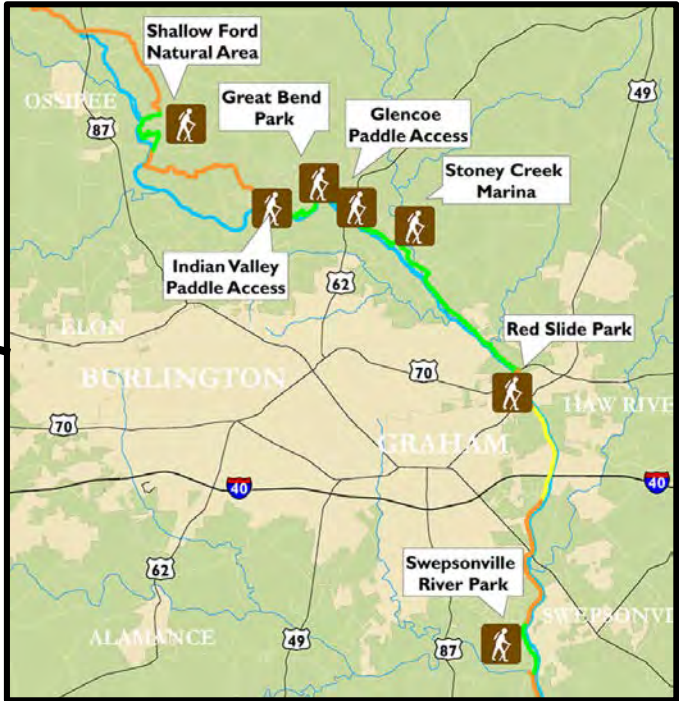 Shallow Ford
Natural Area
49
OSSIPEE
87
Great Bend
Park
Glencoe
Paddle Access
Stoney Creek
Marina
Indian Valley
Paddle Access
62
ELON
Red Slide Park
BURLINGTON
70
HAW RIVE
70
GRAHAM
40
40
Swepsonville
River Park
62
SWEPSONVI
ALAMANCE
49
87